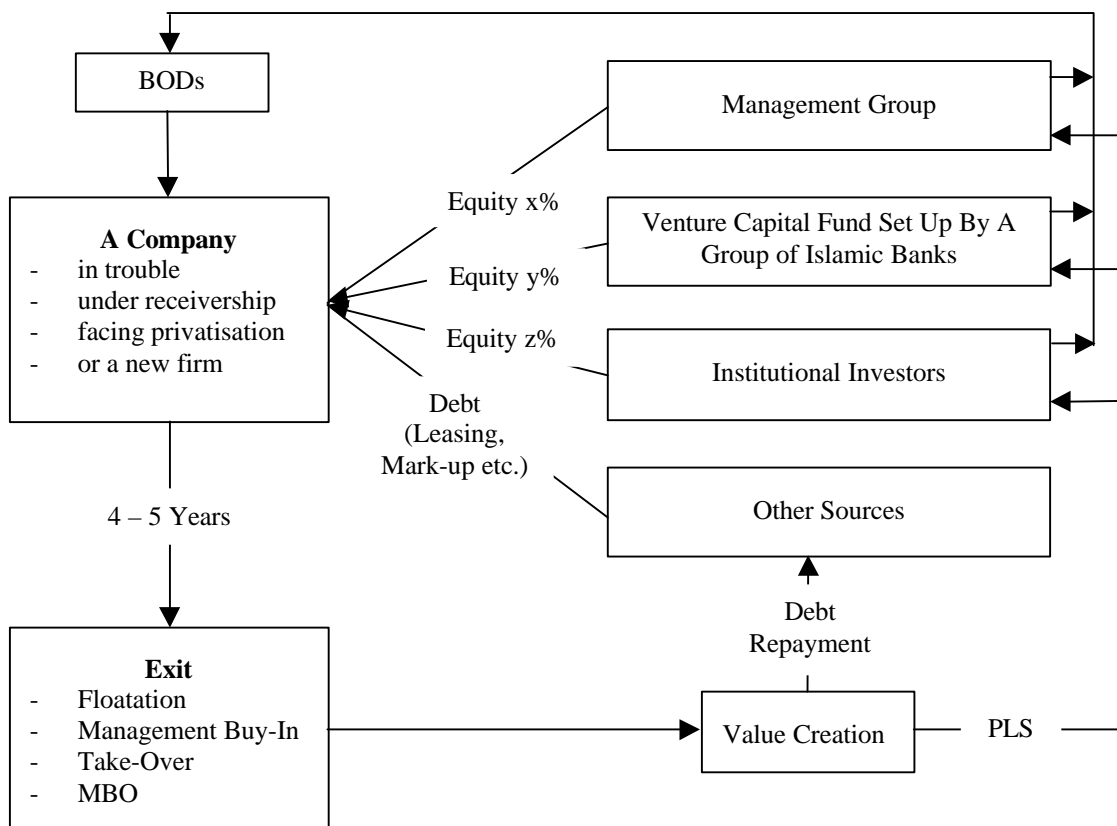 BODs
Management Group
Equity x%
A Company
- in trouble
- under receivership
- facing privatisation
- or a new firm
Venture Capital Fund Set Up By A
Group of Islamic Banks
Equity y%
Equity z%
Institutional Investors
Debt
(Leasing,
Mark-up etc.)
Other Sources
4 – 5 Years
Debt
Repayment
Exit
- Floatation
- Management Buy-In
- Take-Over
- MBO
Value Creation
PLS